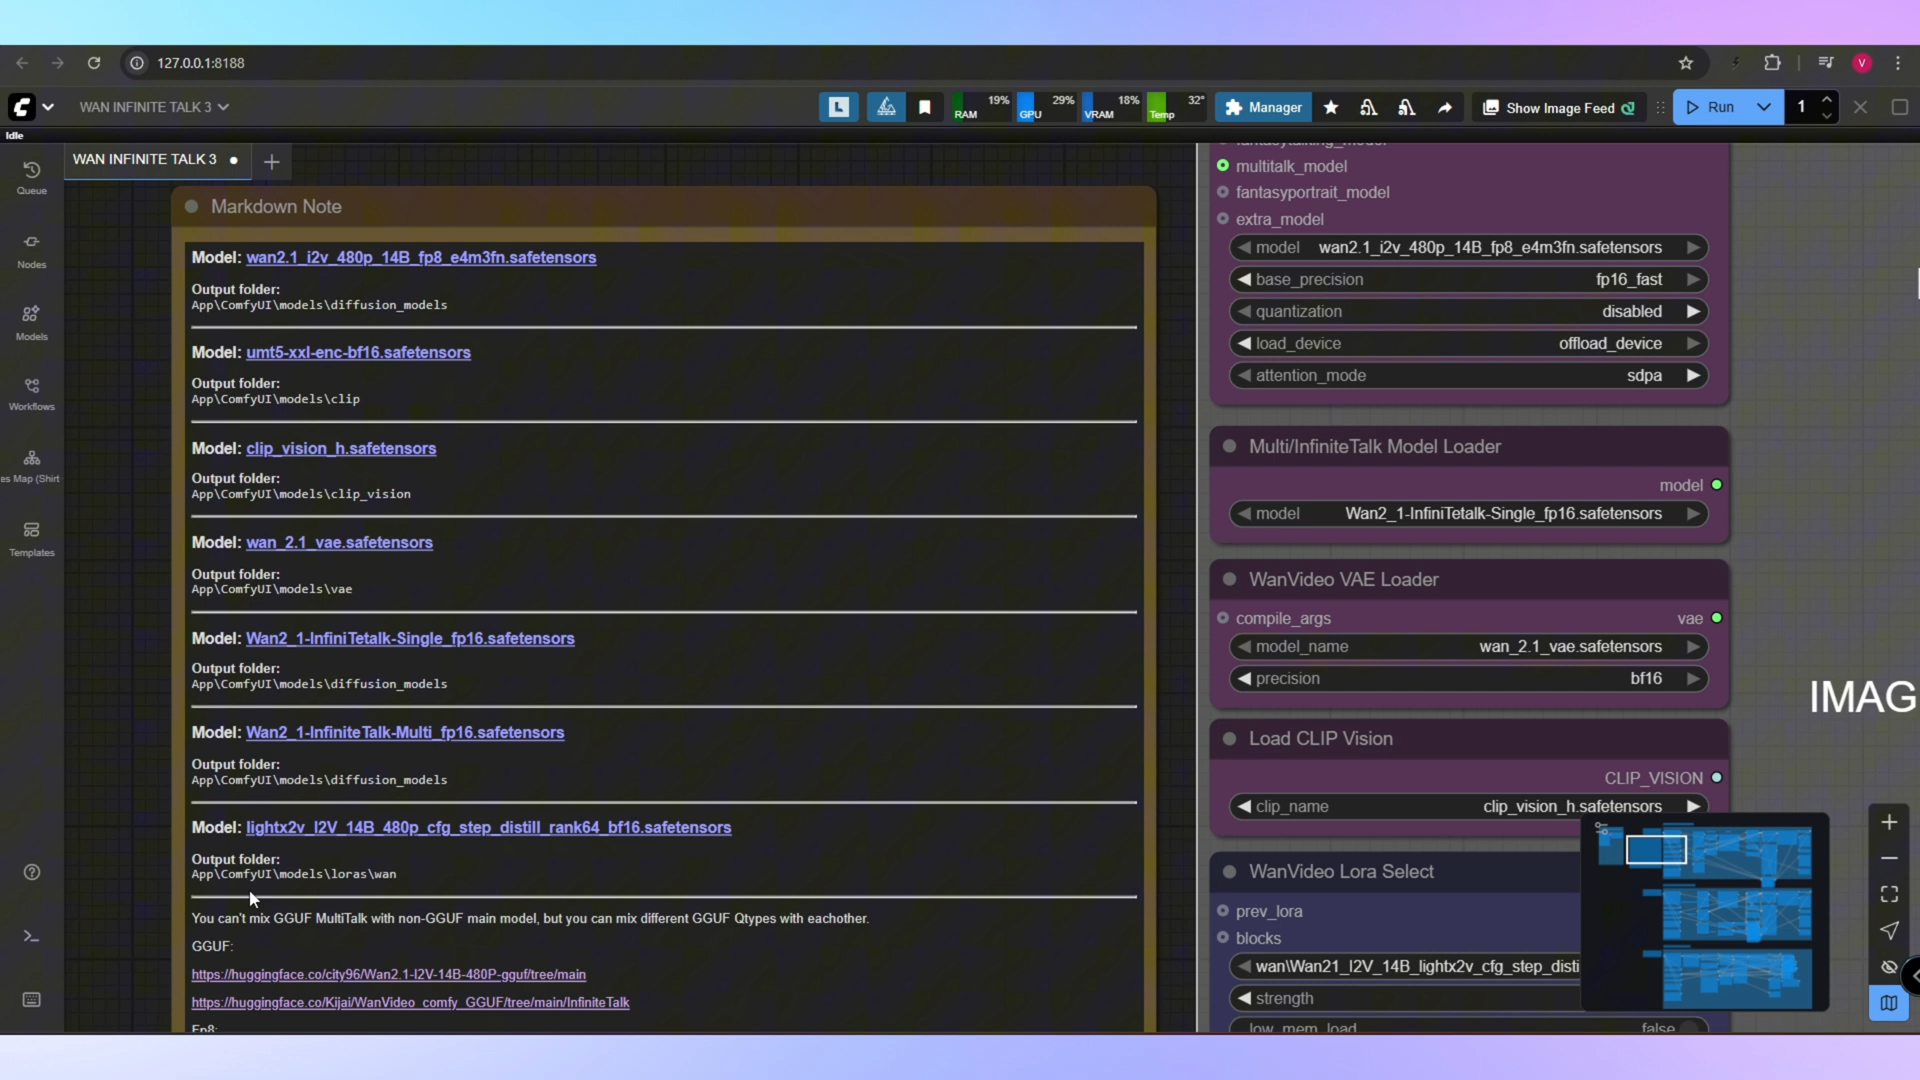 127.0.0.1:8188
WAN INFINITE TALK 3
L
RAM 19%
GPU 29%
VRAM 18%
Temp 32°
Manager
Show Image Feed
Run
1
V
Idle
WAN INFINITE TALK 3
Queue
Nodes
Models
Workflows
es Map (Shirt
Templates
Markdown Note
Model: wan2.1_i2v_480p_14B_fp8_e4m3fn.safetensors
Output folder:
App\ComfyUI\models\diffusion_models
Model: umt5-xxl-enc-bf16.safetensors
Output folder:
App\ComfyUI\models\clip
Model: clip_vision_h.safetensors
Output folder:
App\ComfyUI\models\clip_vision
Model: wan_2.1_vae.safetensors
Output folder:
App\ComfyUI\models\vae
Model: Wan2_1-InfiniTetalk-Single_fp16.safetensors
Output folder:
App\ComfyUI\models\diffusion_models
Model: Wan2_1-InfiniteTalk-Multi_fp16.safetensors
Output folder:
App\ComfyUI\models\diffusion_models
Model: lightx2v_I2V_14B_480p_cfg_step_distill_rank64_bf16.safetensors
Output folder:
App\ComfyUI\models\loras\wan
You can't mix GGUF MultiTalk with non-GGUF main model, but you can mix different GGUF Qtypes with eachother.
GGUF:
https://huggingface.co/city96/Wan2.1-I2V-14B-480P-gguf/tree/main
https://huggingface.co/Kijai/WanVideo_comfy_GGUF/tree/main/InfiniteTalk
Fp8:
fantasytalking_model
multitalk_model
fantasyportrait_model
extra_model
model wan2.1_i2v_480p_14B_fp8_e4m3fn.safetensors
base_precision fp16_fast
quantization disabled
load_device offload_device
attention_mode sdpa
Multi/InfiniteTalk Model Loader
model
model Wan2_1-InfiniTetalk-Single_fp16.safetensors
WanVideo VAE Loader
compile_args vae
model_name wan_2.1_vae.safetensors
precision bf16
Load CLIP Vision
CLIP_VISION
clip_name clip_vision_h.safetensors
WanVideo Lora Select
prev_lora
blocks
wan\Wan21_I2V_14B_lightx2v_cfg_step_disti
strength
low_mem_load false
IMAG